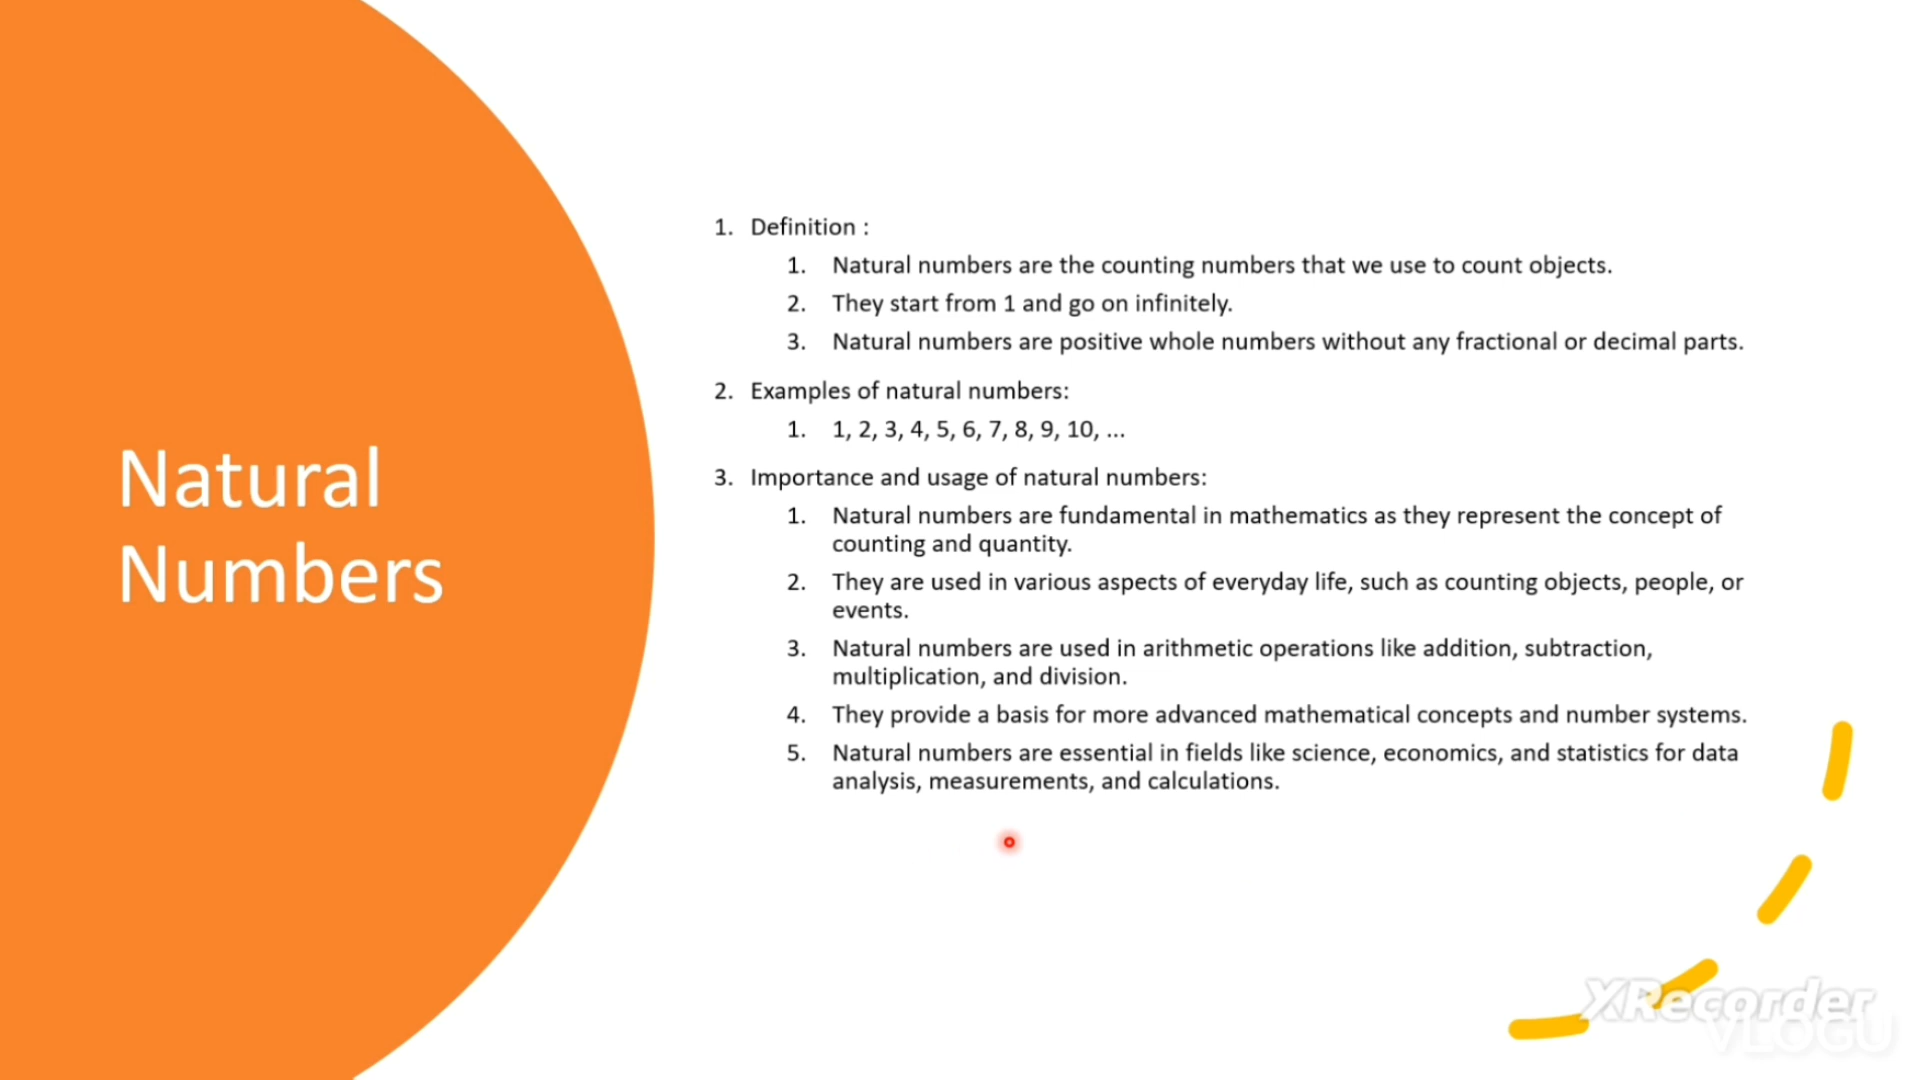 Natural
Numbers
1. Definition :
1. Natural numbers are the counting numbers that we use to count objects.
2. They start from 1 and go on infinitely.
3. Natural numbers are positive whole numbers without any fractional or decimal parts.
2. Examples of natural numbers:
1. 1, 2, 3, 4, 5, 6, 7, 8, 9, 10, ...
3. Importance and usage of natural numbers:
1. Natural numbers are fundamental in mathematics as they represent the concept of
counting and quantity.
2. They are used in various aspects of everyday life, such as counting objects, people, or
events.
3. Natural numbers are used in arithmetic operations like addition, subtraction,
multiplication, and division.
4. They provide a basis for more advanced mathematical concepts and number systems.
5. Natural numbers are essential in fields like science, economics, and statistics for data
analysis, measurements, and calculations.
XRecorder
VLOGU